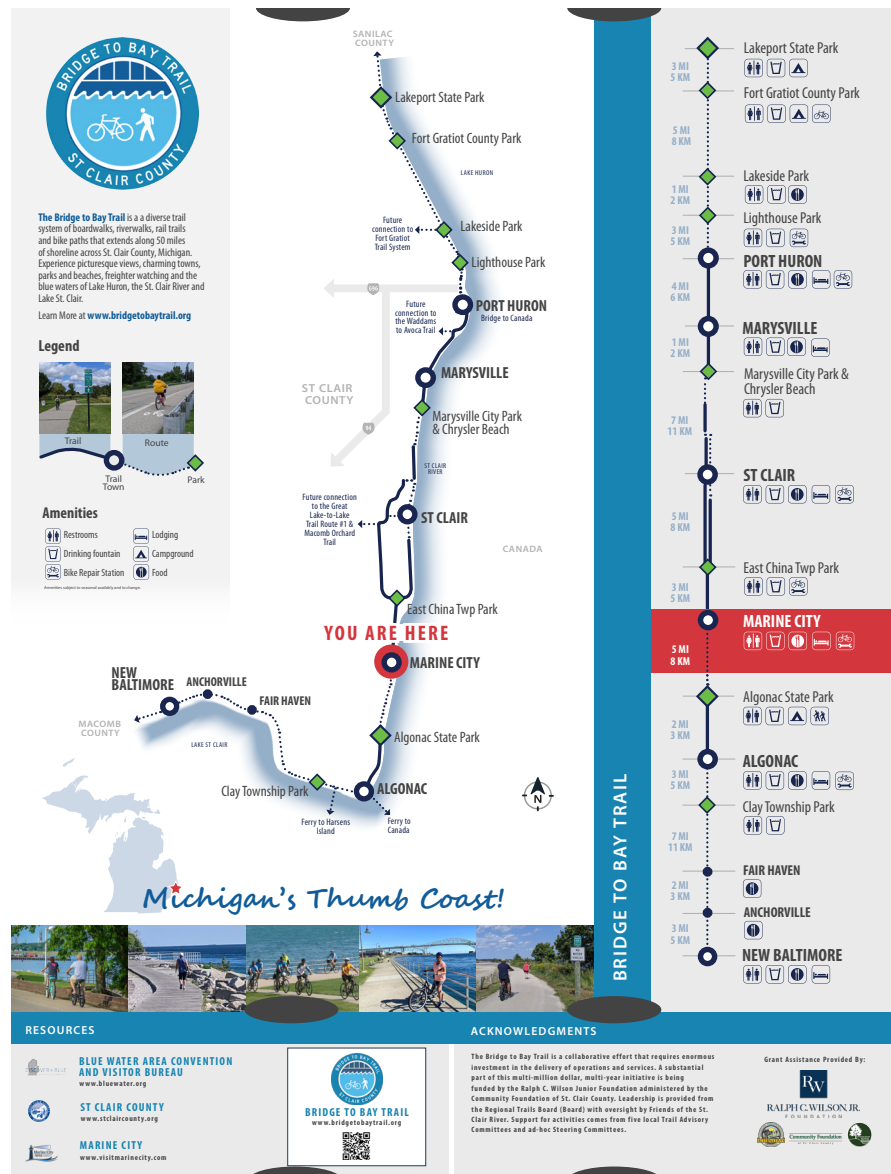 BRIDGE TO BAY TRAIL
ST CLAIR COUNTY
The Bridge to Bay Trail is a a diverse trail
system of boardwalks, riverwalks, rail trails
and bike paths that extends along 50 miles
of shoreline across St. Clair County, Michigan.
Experience picturesque views, charming towns,
parks and beaches, freighter watching and the
blue waters of Lake Huron, the St. Clair River and
Lake St. Clair.
Learn More at www.bridgetobaytrail.org
Legend
Trail
Route
Trail
Town
Park
Amenities
Restrooms
Lodging
Drinking fountain
Campground
Bike Repair Station
Food
Amenities subject to seasonal availability and to change.
SANILAC
COUNTY
Lakeport State Park
Fort Gratiot County Park
LAKE HURON
Future
connection to
Fort Gratiot
Trail System
Lakeside Park
Lighthouse Park
Future
connection to
the Waddams
to Avoca Trail
PORT HURON
Bridge to Canada
MARYSVILLE
ST CLAIR
COUNTY
94
Marysville City Park
& Chrysler Beach
ST CLAIR
RIVER
Future connection
to the Great
Lake-to-Lake
Trail Route #1 &
Macomb Orchard
Trail
ST CLAIR
CANADA
East China Twp Park
YOU ARE HERE
MARINE CITY
NEW
BALTIMORE
ANCHORVILLE
FAIR HAVEN
MACOMB
COUNTY
LAKE ST CLAIR
Algonac State Park
Clay Township Park
ALGONAC
Ferry to Harsens
Island
Ferry to
Canada
N
Michigan's Thumb Coast!
BRIDGE TO BAY TRAIL
Lakeport State Park
3 MI
5 KM
Fort Gratiot County Park
5 MI
8 KM
Lakeside Park
1 MI
2 KM
Lighthouse Park
3 MI
5 KM
PORT HURON
4 MI
6 KM
MARYSVILLE
1 MI
2 KM
Marysville City Park &
Chrysler Beach
7 MI
11 KM
ST CLAIR
5 MI
8 KM
East China Twp Park
3 MI
5 KM
MARINE CITY
5 MI
8 KM
Algonac State Park
2 MI
3 KM
ALGONAC
3 MI
5 KM
Clay Township Park
7 MI
11 KM
FAIR HAVEN
2 MI
3 KM
ANCHORVILLE
3 MI
5 KM
NEW BALTIMORE
RESOURCES
BLUE WATER AREA CONVENTION
AND VISITOR BUREAU
www.bluewater.org
ST CLAIR COUNTY
www.stclaircounty.org
MARINE CITY
www.visitmarinecity.com
BRIDGE TO BAY TRAIL
ST CLAIR COUNTY
BRIDGE TO BAY TRAIL
www.bridgetobaytrail.org
ACKNOWLEDGMENTS
The Bridge to Bay Trail is a collaborative effort that requires enormous
investment in the delivery of operations and services. A substantial
part of this multi-million dollar, multi-year initiative is being
funded by the Ralph C. Wilson Junior Foundation administered by the
Community Foundation of St. Clair County. Leadership is provided from
the Regional Trails Board (Board) with oversight by Friends of the St.
Clair River. Support for activities comes from five local Trail Advisory
Committees and ad-hoc Steering Committees.
Grant Assistance Provided By:
RW
RALPH C. WILSON, JR.
FOUNDATION
Community Foundation